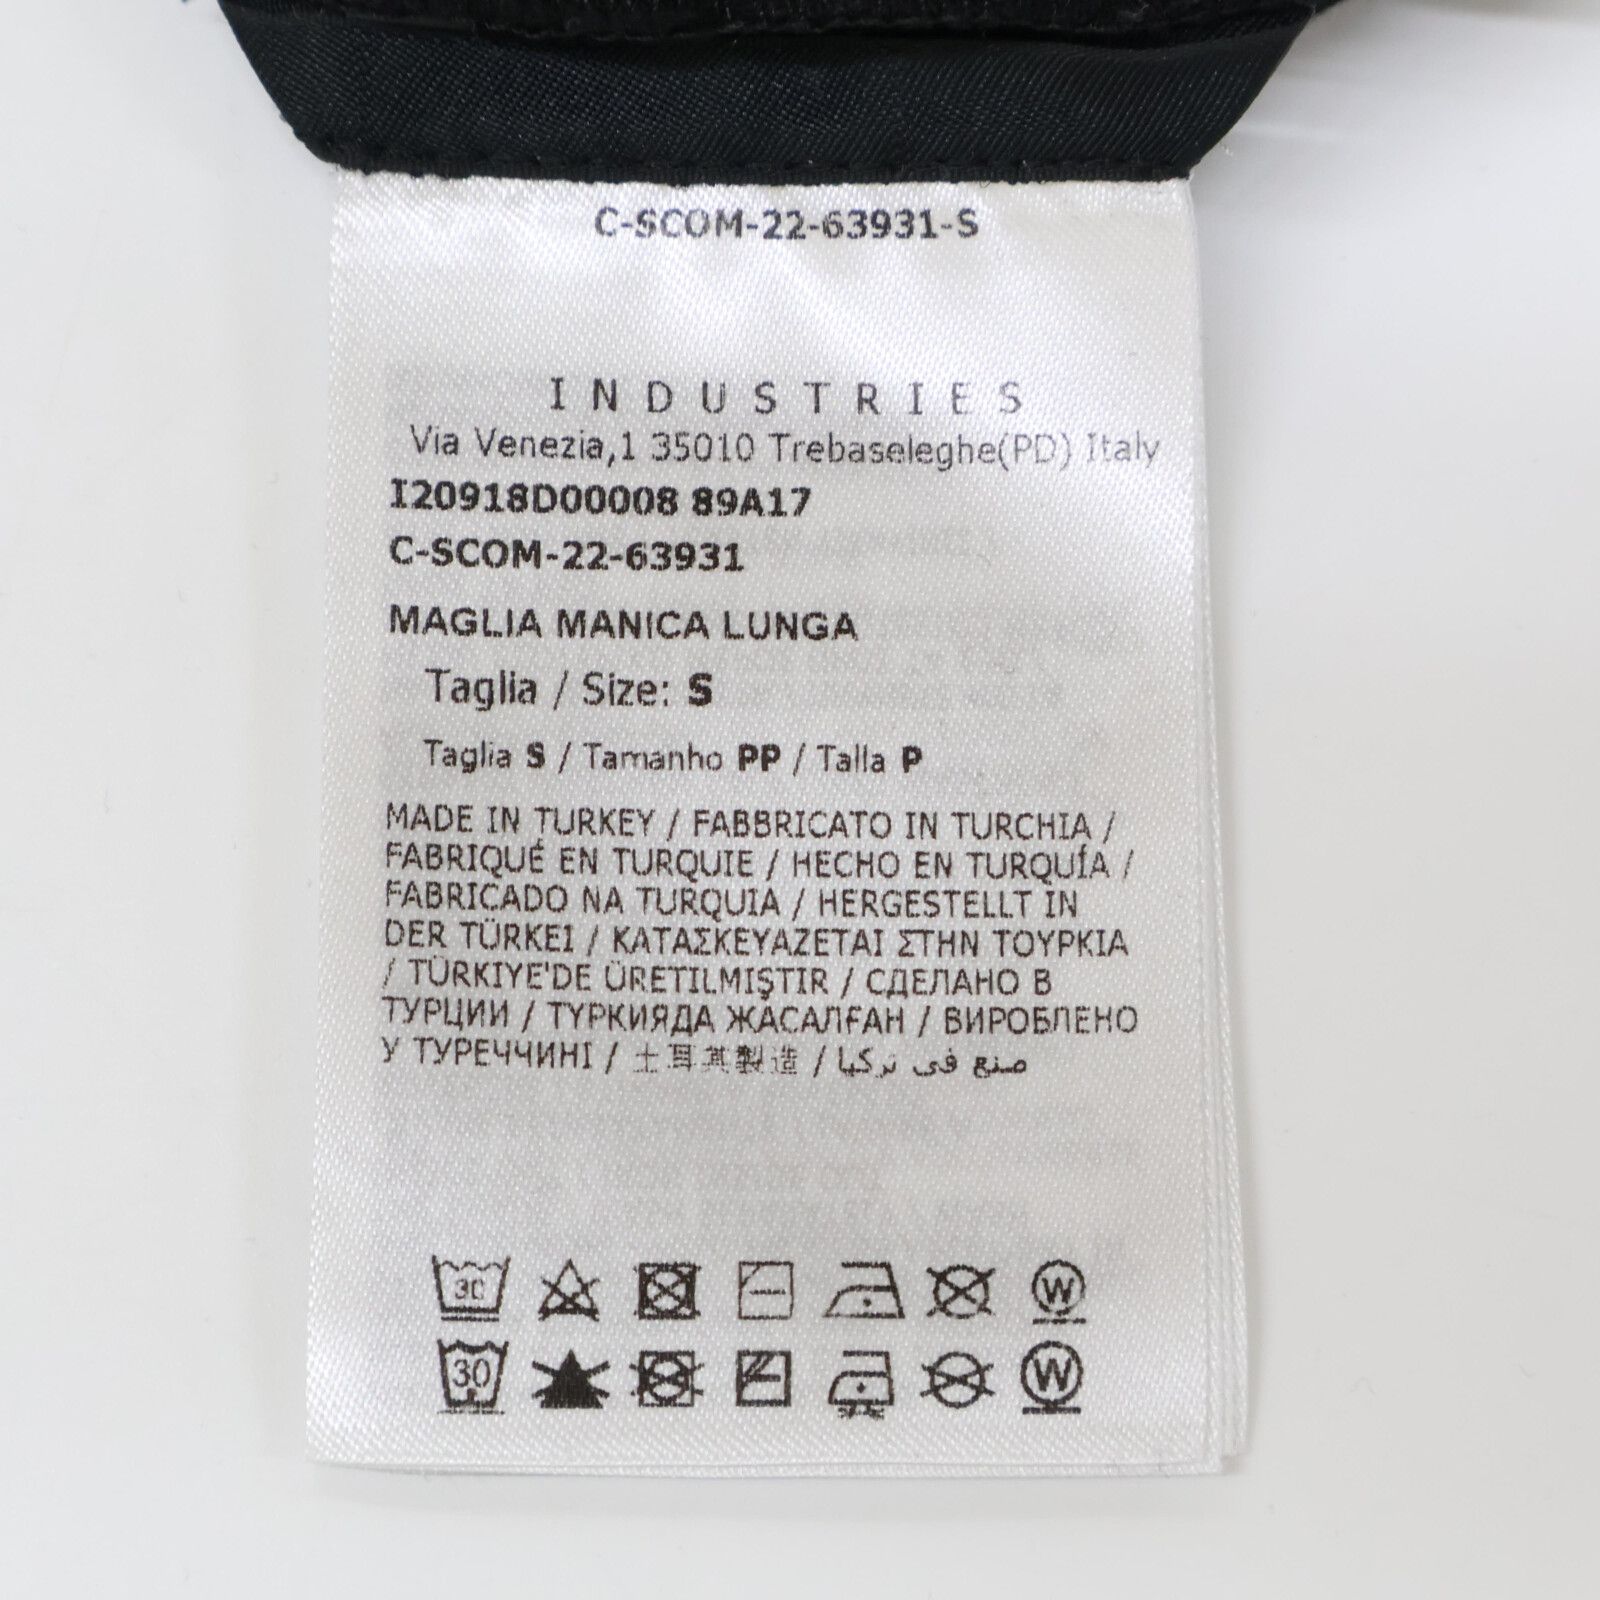 C-SCOM-22-63931-S
INDUSTRIES
Via Venezia,1 35010 Trebaseleghe(PD) Italy
I20918D00008 89A17
C-SCOM-22-63931
MAGLIA MANICA LUNGA
Taglia / Size: S
Taglia S / Tamanho PP / Talla P
MADE IN TURKEY / FABBRICATO IN TURCHIA /
FABRIQUÉ EN TURQUIE / HECHO EN TURQUÍA /
FABRICADO NA TURQUIA / HERGESTELLT IN
DER TÜRKEI / ΚΑΤΑΣΚΕΥΑΖΕΤΑΙ ΣΤΗΝ ΤΟΥΡΚΙΑ
/ TÜRKIYE'DE ÜRETILMIŞTIR / СДЕЛАНО В
ТУРЦИИ / ТҮРКИЯДА ЖАСАЛҒАН / ВИРОБЛЕНО
У ТУРЕЧЧИНІ / 土耳其製造 / صنع في تركيا
30 W
30 W